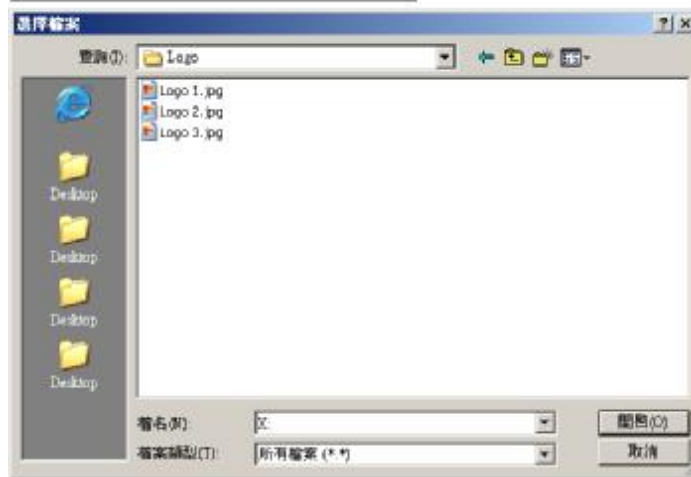 選擇檔案
查詢(I):
Logo
Logo 1.jpg
Logo 2.jpg
Logo 3.jpg
Desktop
Desktop
Desktop
Desktop
檔名(N):
X:
開啟(O)
檔案類型(T):
所有檔案 (*.*)
取消